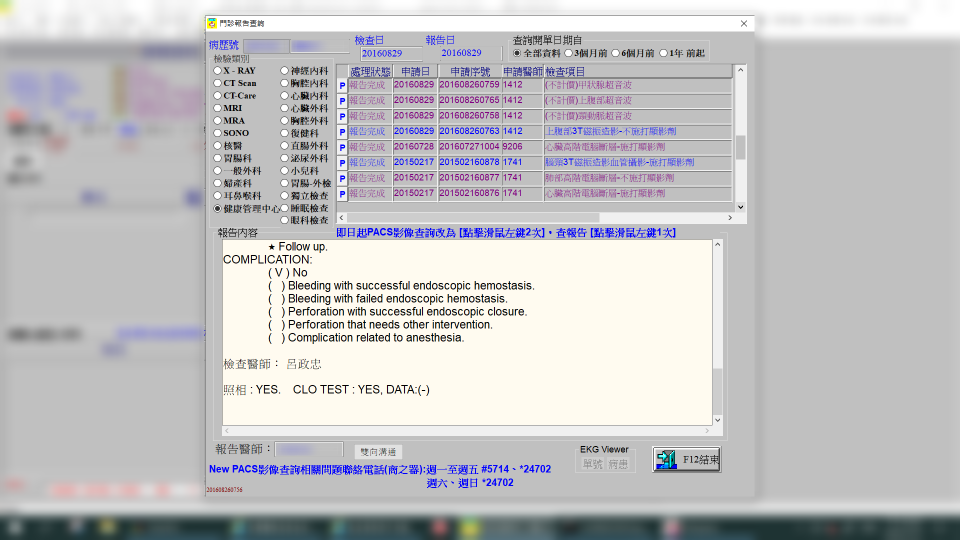 門診報告查詢
病歷號
檢查日
20160829
報告日
20160829
查詢開單日期自
全部資料 3個月前 6個月前 1年 前起
檢驗類別
X - RAY 神經內科
CT Scan 胸腔內科
CT-Care 心臟內科
MRI 心臟外科
MRA 胸腔外科
SONO 復健科
核醫 直腸外科
胃腸科 泌尿外科
一般外科 小兒科
婦產科 胃腸-外檢
耳鼻喉科 獨立檢查
健康管理中心 睡眠檢查
眼科檢查
處理狀態 申請日 申請序號 申請醫師 檢查項目
P 報告完成 20160829 201608260759 1412 (不計價)甲狀腺超音波
P 報告完成 20160829 201608260765 1412 (不計價)上腹部超音波
P 報告完成 20160829 201608260758 1412 (不計價)頸動脈超音波
P 報告完成 20160829 201608260763 1412 上腹部3T磁振造影-不施打顯影劑
P 報告完成 20160728 201607271004 9206 心臟高階電腦斷層-施打顯影劑
P 報告完成 20150217 201502160878 1741 腦頸3T磁振造影血管攝影-施打顯影劑
P 報告完成 20150217 201502160877 1741 肺部高階電腦斷層-不施打顯影劑
P 報告完成 20150217 201502160876 1741 心臟高階電腦斷層-施打顯影劑
報告內容
即日起PACS影像查詢改為 [點擊滑鼠左鍵2次]，查報告 [點擊滑鼠左鍵1次]
★ Follow up.
COMPLICATION:
( V ) No
( ) Bleeding with successful endoscopic hemostasis.
( ) Bleeding with failed endoscopic hemostasis.
( ) Perforation with successful endoscopic closure.
( ) Perforation that needs other intervention.
( ) Complication related to anesthesia.
檢查醫師： 呂政忠
照相 : YES. CLO TEST : YES, DATA:(-)
報告醫師：
雙向溝通
EKG Viewer
單號 病患
F12結束
New PACS影像查詢相關問題聯絡電話(商之器):週一至週五 #5714、*24702
週六、週日 *24702
201608260756